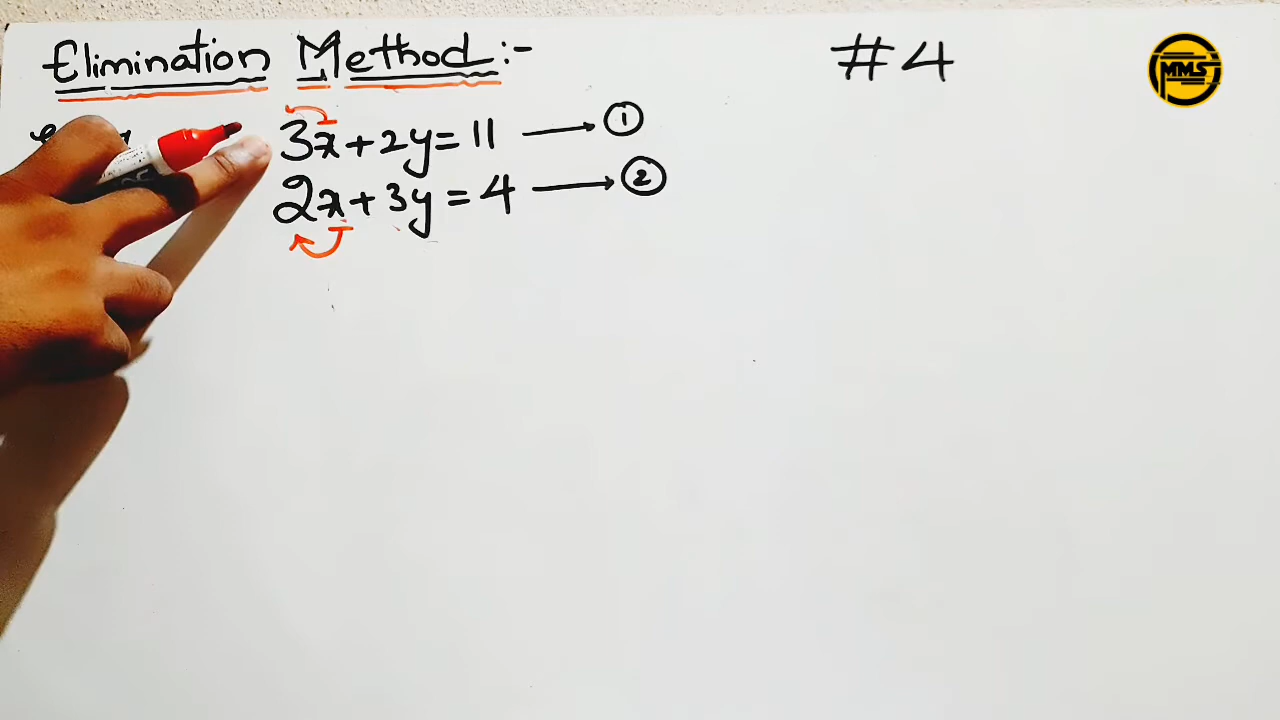 Elimination Method:-
#4
MMS
3x+2y=11 ⟶ ①
2x+3y=4 ⟶ ②